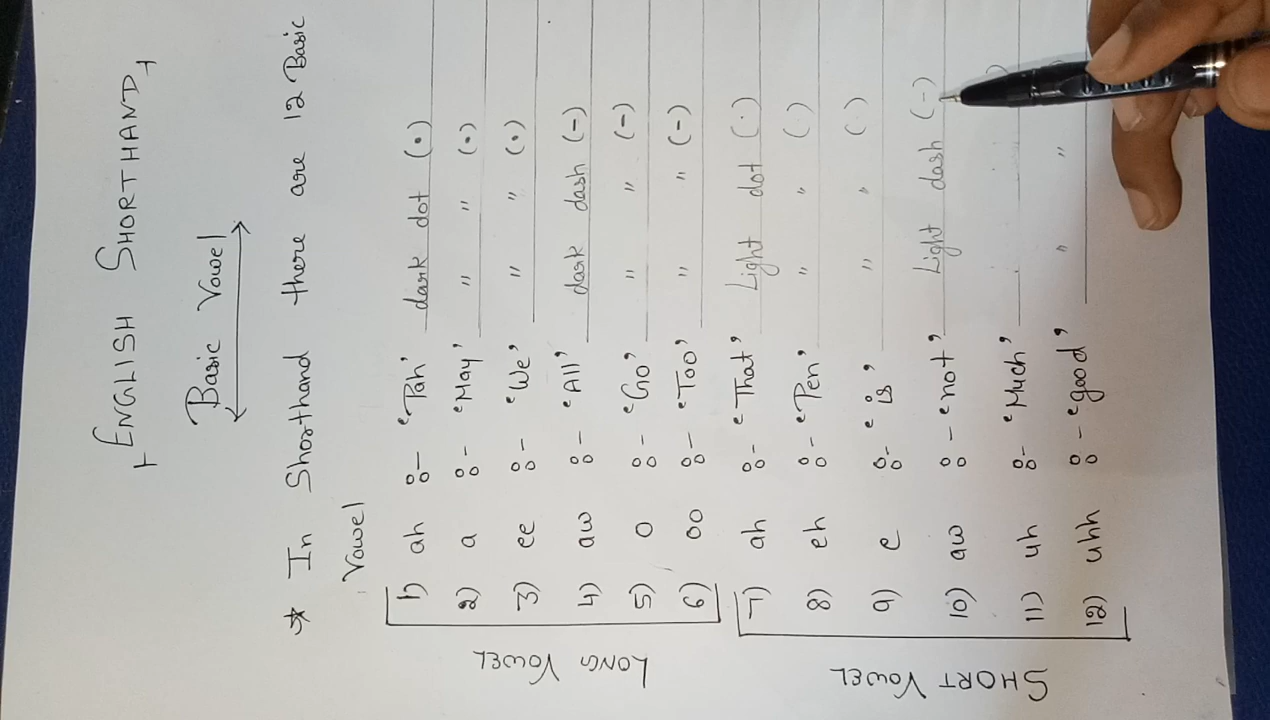 ENGLISH SHORTHAND
Basic Vowel
* In Shorthand there are 12 Basic
Vowel
LONG VOWEL
1) ah :- "Pah" dark dot (•)
2) a :- "May" " " (•)
3) ee :- "We" " " (•)
4) aw :- "All" dark dash (-)
5) o :- "Go" " " (-)
6) oo :- "Too" " " (-)
SHORT VOWEL
7) ah :- "That" Light dot (.)
8) eh :- "Pen" " " (.)
9) e :- "is" " " (.)
10) aw :- "not" Light dash (-)
11) uh :- "Much"
12) uhh :- "good" " "